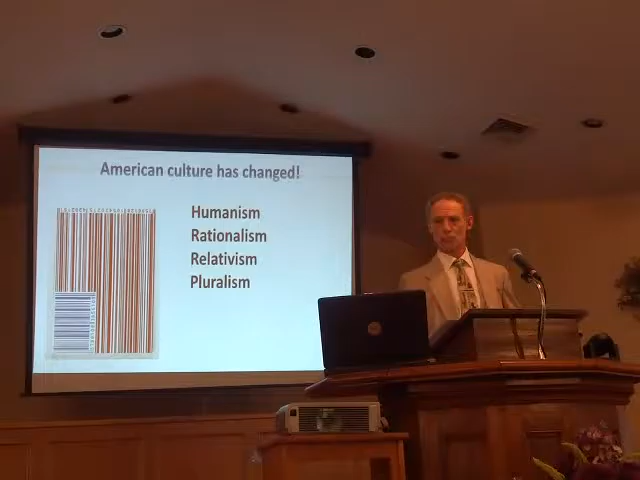 American culture has changed!
Humanism
Rationalism
Relativism
Pluralism